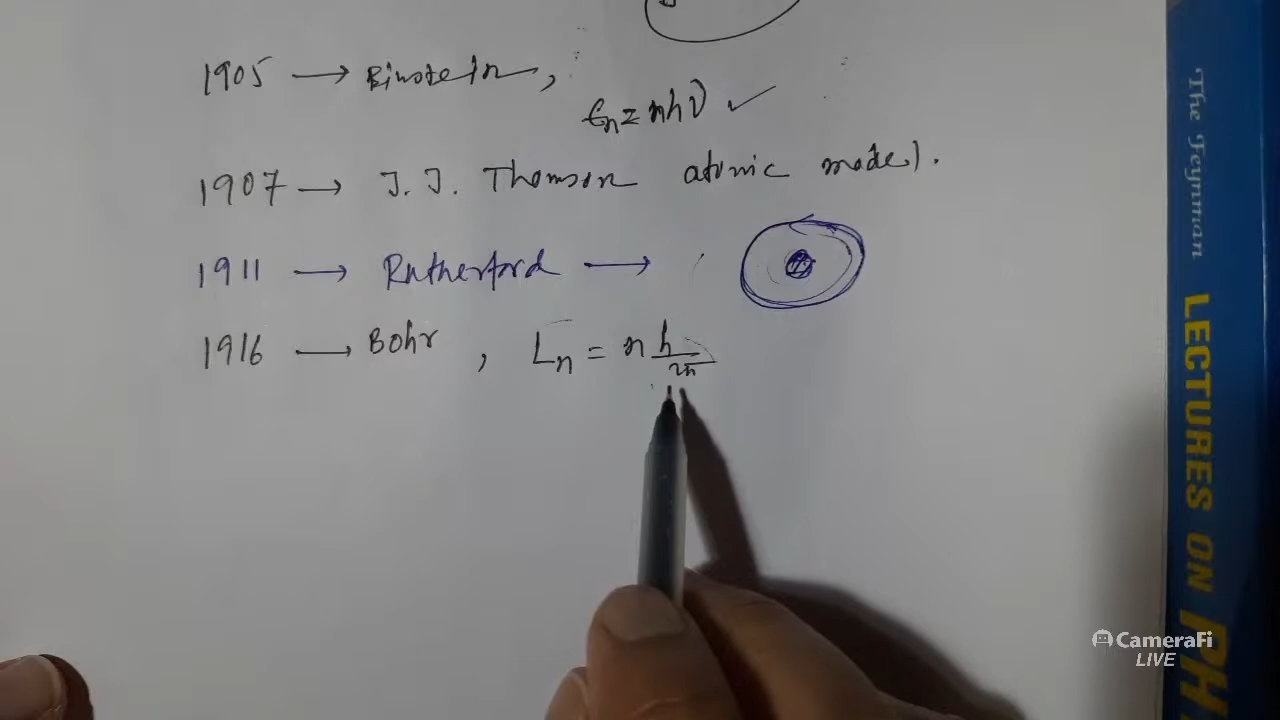 1905 → Einstein,
En = nhν ✓
1907 → J. J. Thomson atomic model.
1911 → Rutherford →
1916 → Bohr, Ln = n h/2π
The Feynman LECTURES ON PH
CameraFi
LIVE